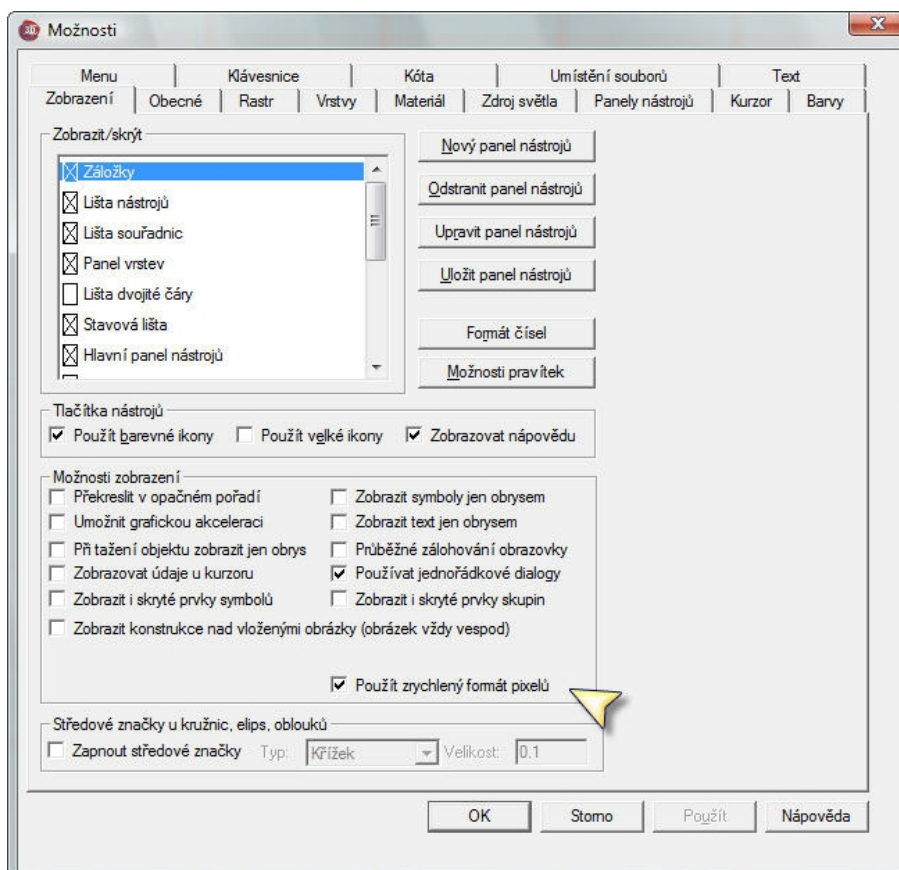 Možnosti
Menu Klávesnice Kóta Umístění souborů Text
Zobrazení Obecné Rastr Vrstvy Materiál Zdroj světla Panely nástrojů Kurzor Barvy
Zobrazit/skrýt
Záložky
Lišta nástrojů
Lišta souřadnic
Panel vrstev
Lišta dvojité čáry
Stavová lišta
Hlavní panel nástrojů
Nový panel nástrojů
Odstranit panel nástrojů
Upravit panel nástrojů
Uložit panel nástrojů
Formát čísel
Možnosti pravítek
Tlačítka nástrojů
Použít barevné ikony Použít velké ikony Zobrazovat nápovědu
Možnosti zobrazení
Překreslit v opačném pořadí Zobrazit symboly jen obrysem
Umožnit grafickou akceleraci Zobrazit text jen obrysem
Při tažení objektu zobrazit jen obrys Průběžné zálohování obrazovky
Zobrazovat údaje u kurzoru Používat jednořádkové dialogy
Zobrazit i skryté prvky symbolů Zobrazit i skryté prvky skupin
Zobrazit konstrukce nad vloženými obrázky (obrázek vždy vespod)
Použít zrychlený formát pixelů
Středové značky u kružnic, elips, oblouků
Zapnout středové značky Typ: Křížek Velikost: 0.1
OK Storno Použít Nápověda